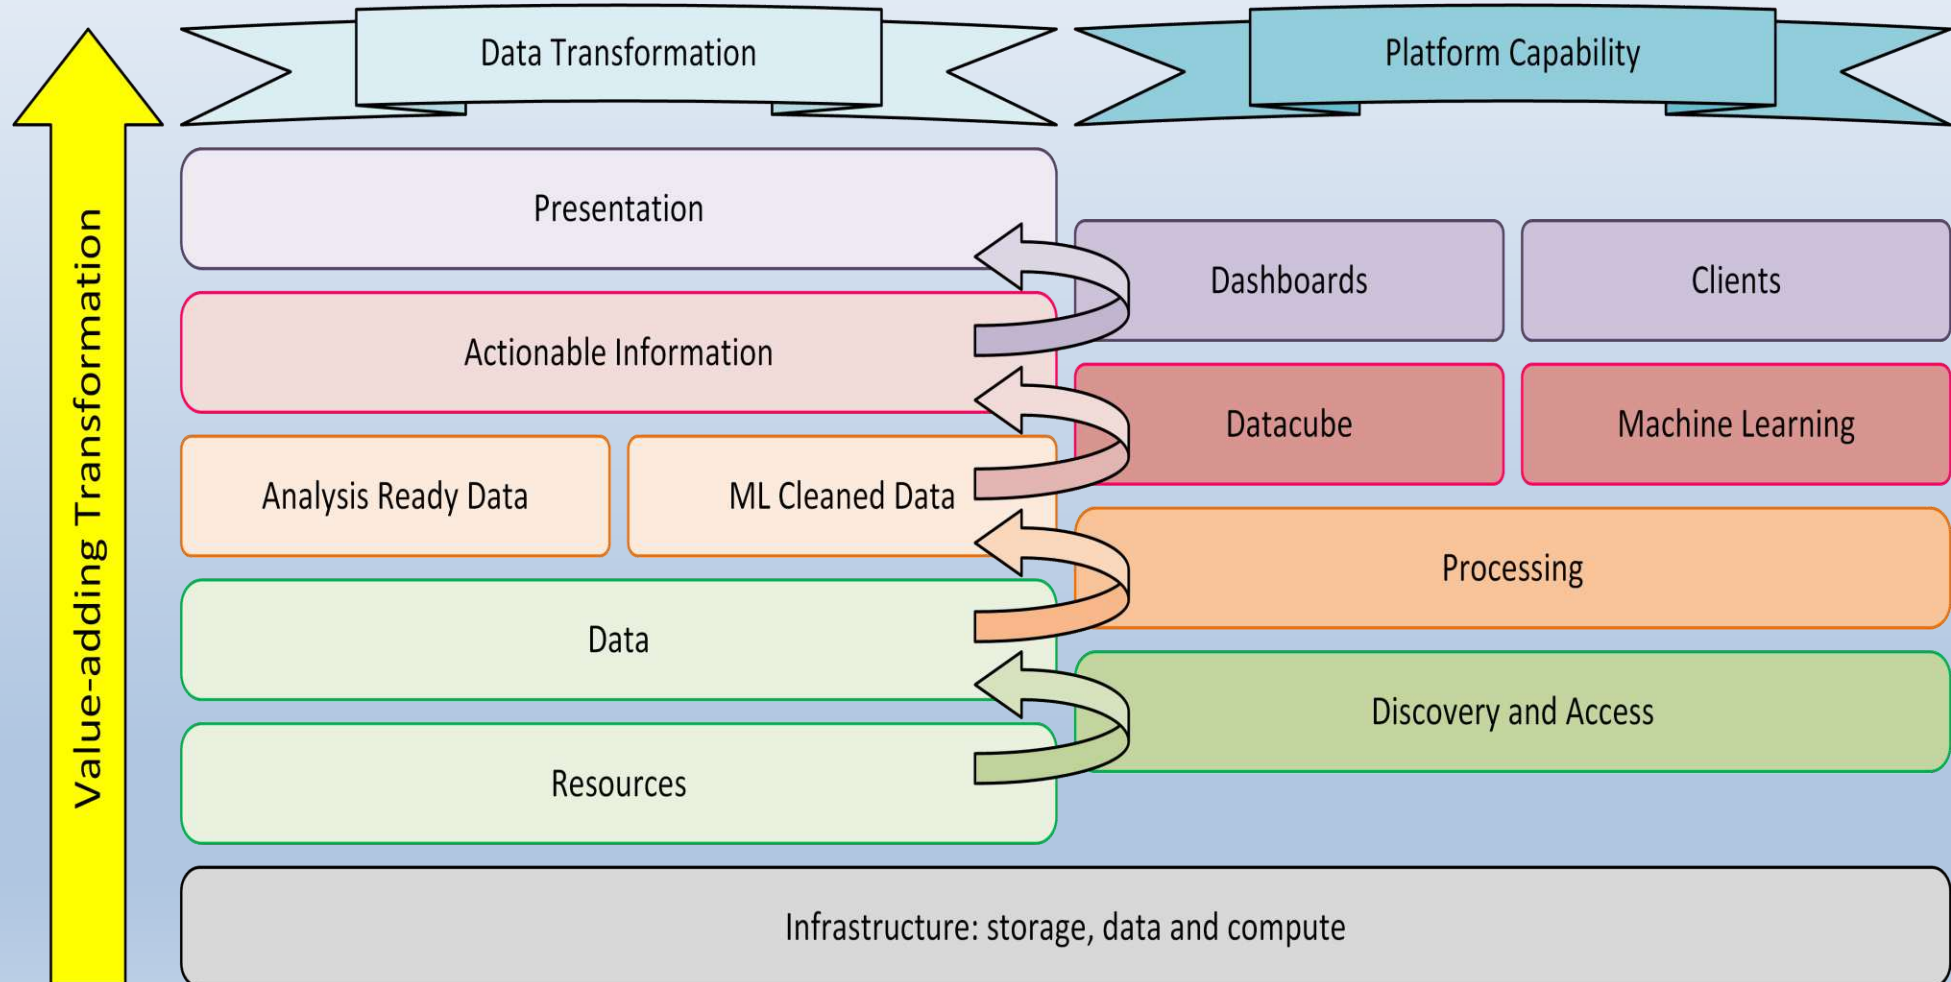 Data Transformation
Platform Capability
Value-adding Transformation
Presentation
Dashboards
Clients
Actionable Information
Datacube
Machine Learning
Analysis Ready Data
ML Cleaned Data
Processing
Data
Discovery and Access
Resources
Infrastructure: storage, data and compute